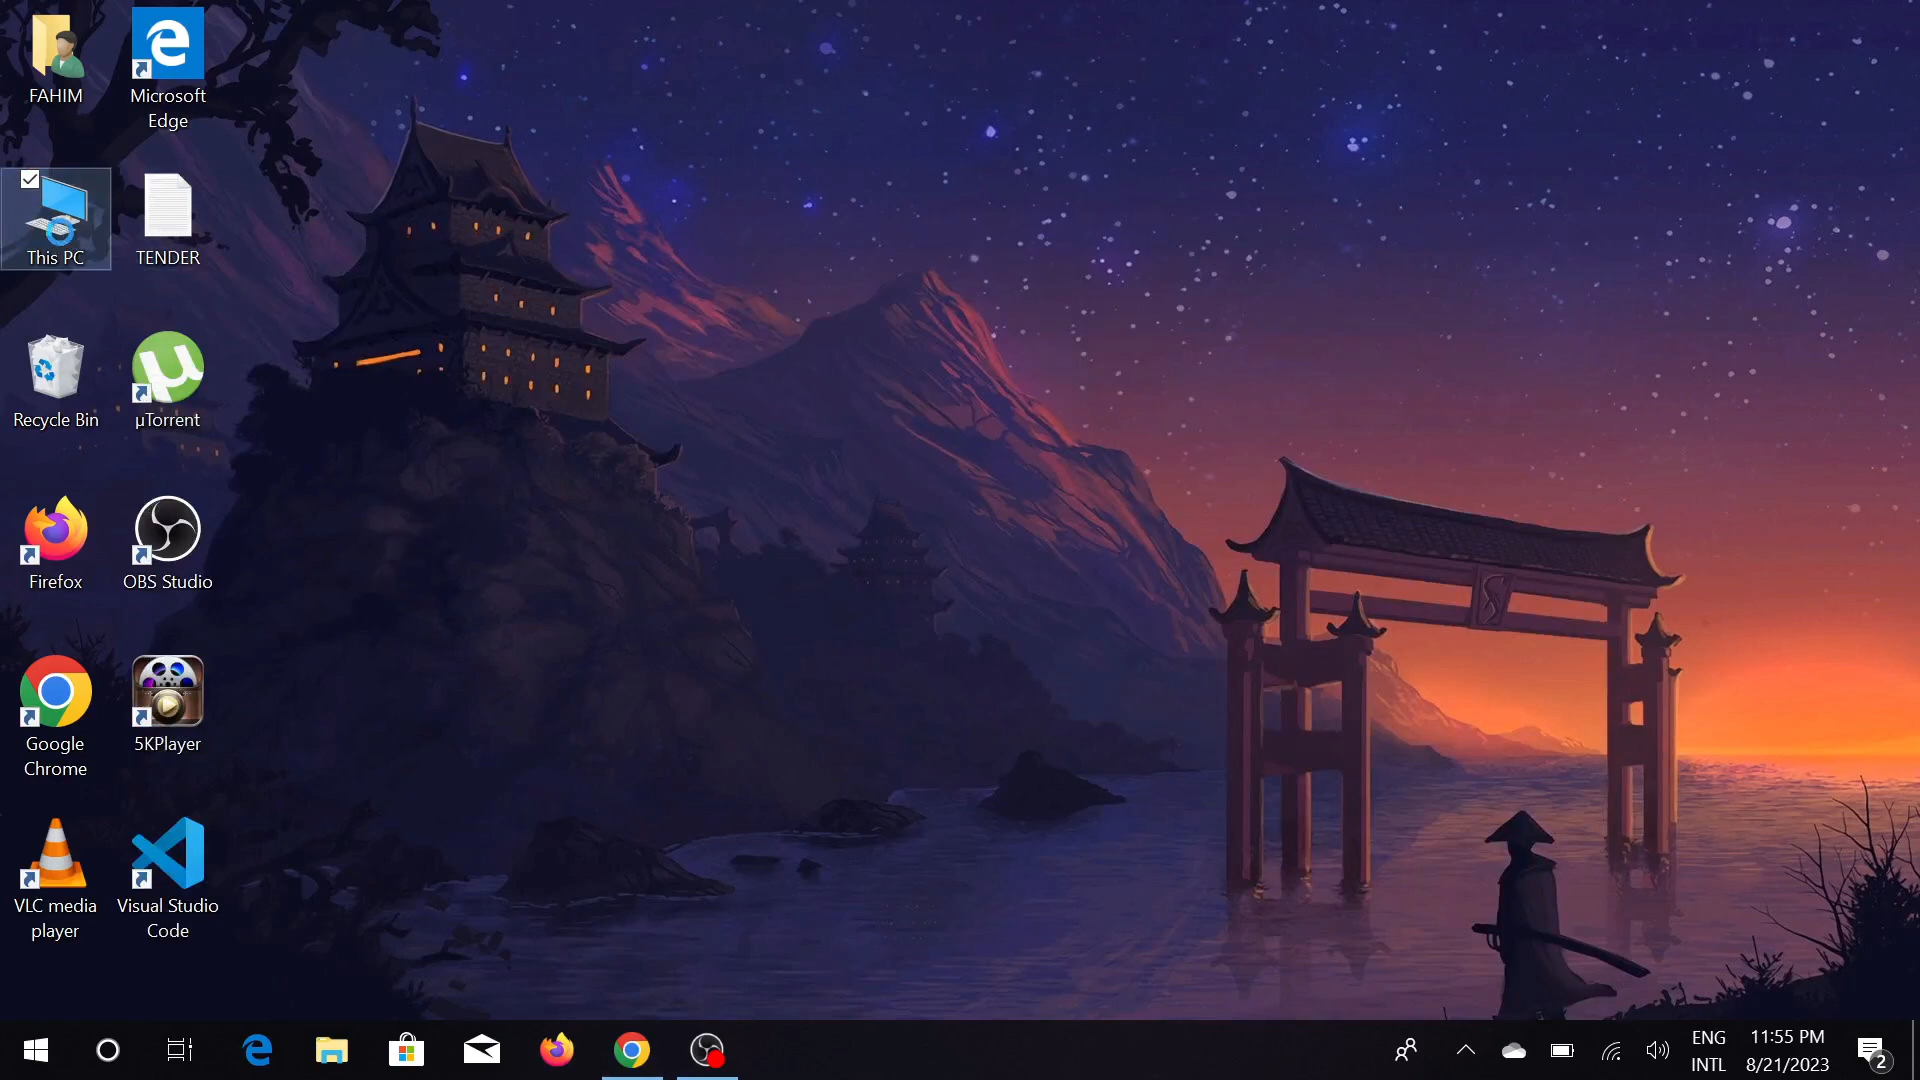 FAHIM
Microsoft
Edge
This PC
TENDER
Recycle Bin
µTorrent
Firefox
OBS Studio
Google
Chrome
5KPlayer
VLC media
player
Visual Studio
Code
ENG
INTL
11:55 PM
8/21/2023
2